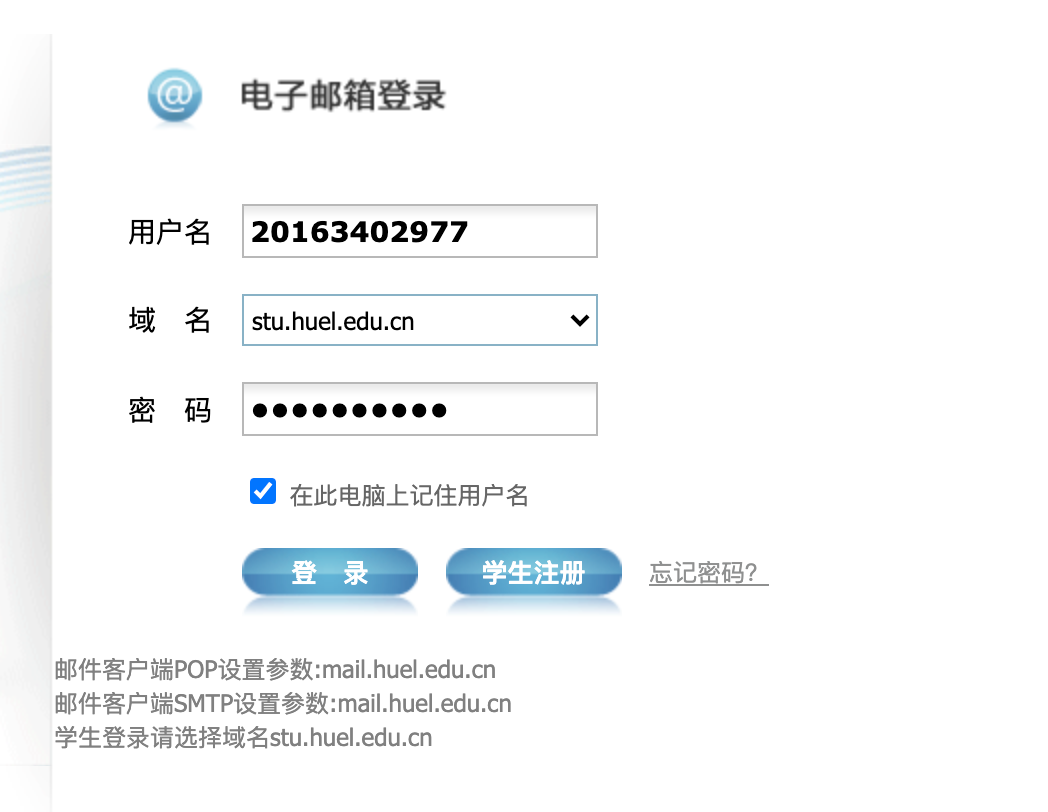 电子邮箱登录
用户名 20163402977
域 名 stu.huel.edu.cn
密 码 ●●●●●●●●●●
在此电脑上记住用户名
登 录 学生注册 忘记密码?
邮件客户端POP设置参数:mail.huel.edu.cn
邮件客户端SMTP设置参数:mail.huel.edu.cn
学生登录请选择域名stu.huel.edu.cn